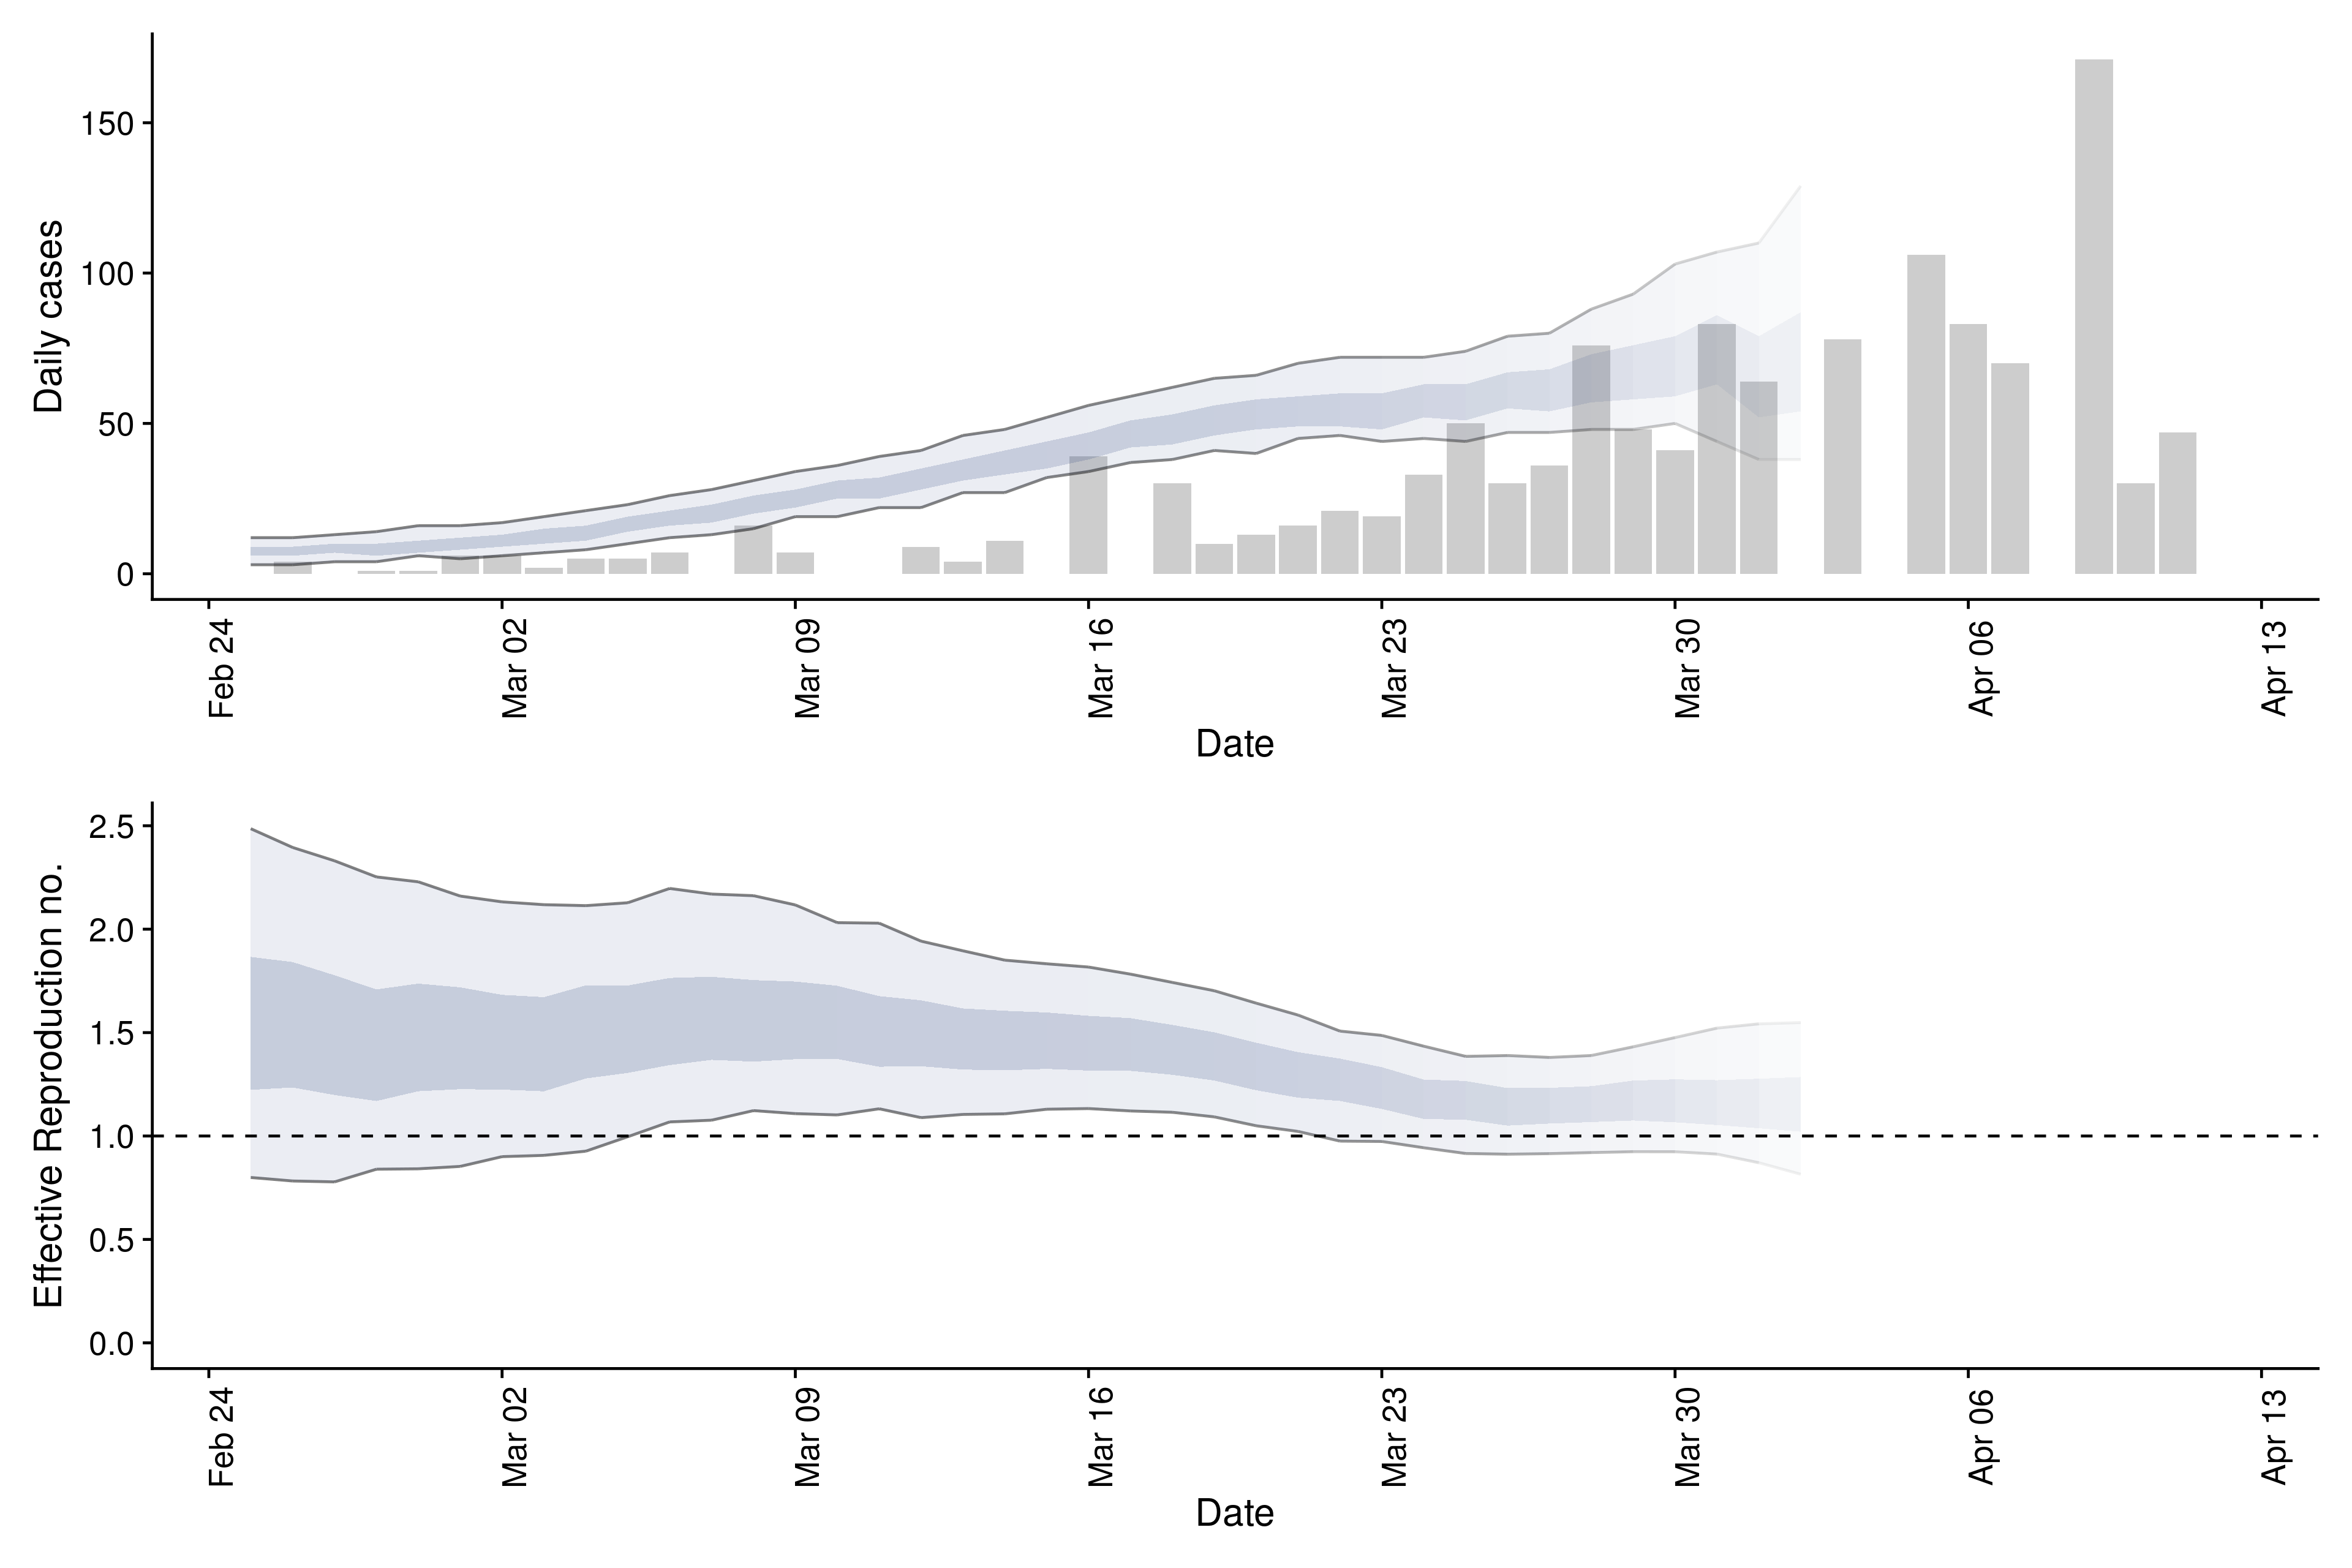 Daily cases
150
100
50
0
Feb 24
Mar 02
Mar 09
Mar 16
Mar 23
Mar 30
Apr 06
Apr 13
Date
Effective Reproduction no.
2.5
2.0
1.5
1.0
0.5
0.0
Feb 24
Mar 02
Mar 09
Mar 16
Mar 23
Mar 30
Apr 06
Apr 13
Date